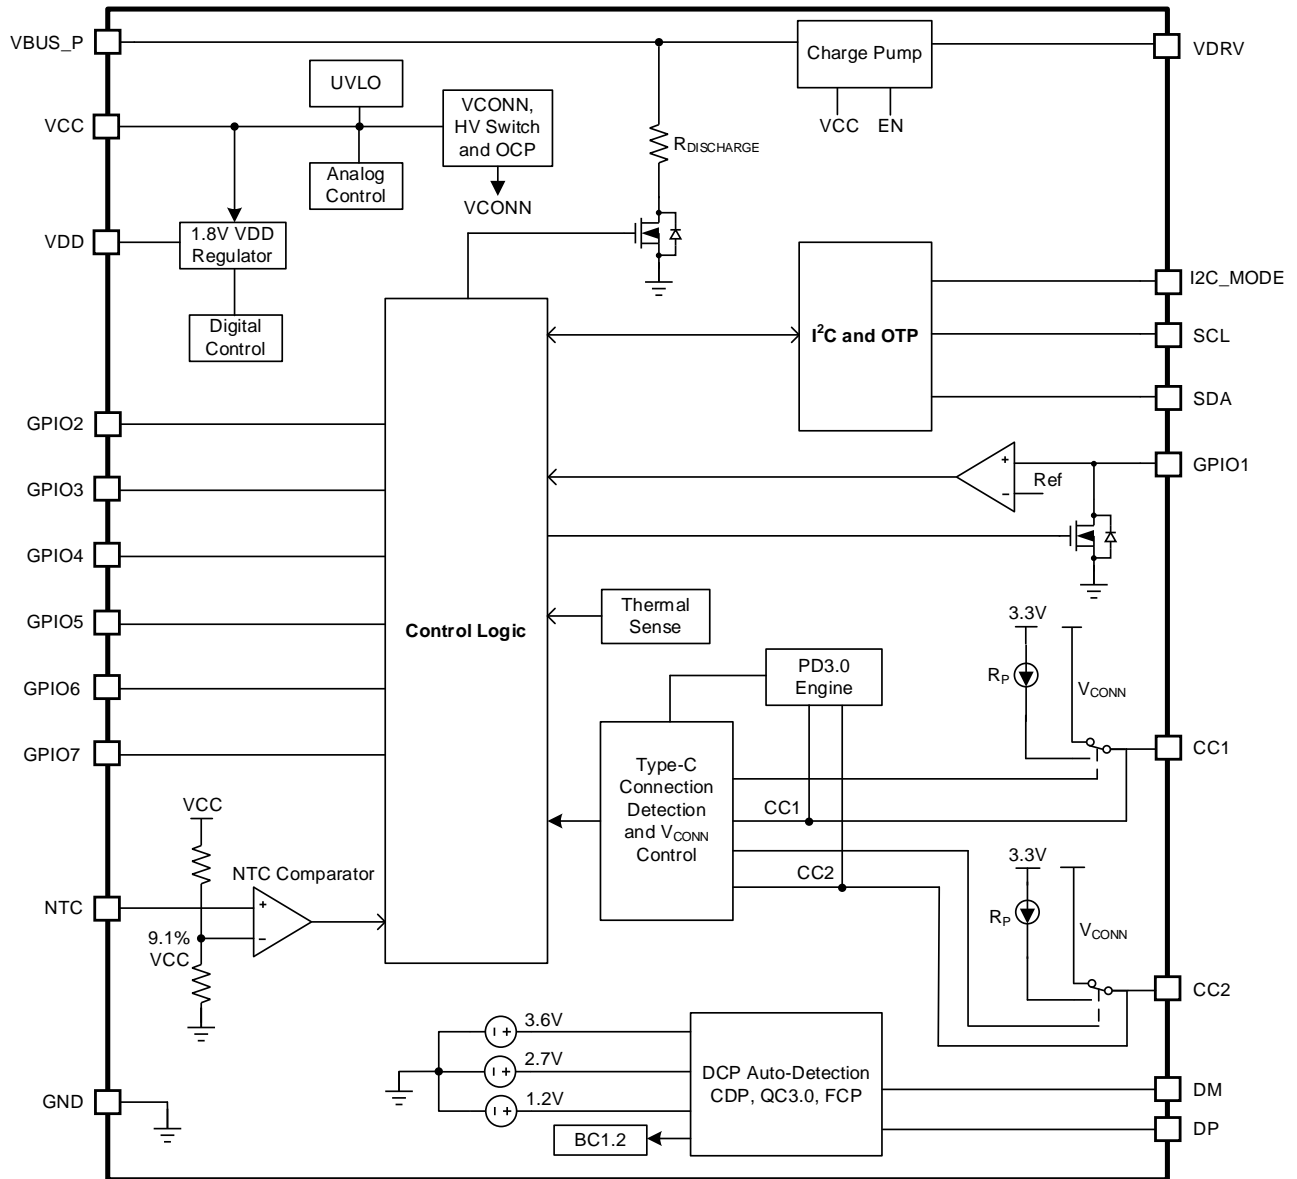 VBUS_P
VDRV
Charge Pump
VCC
EN
UVLO
VCC
VCONN,
HV Switch
and OCP
Analog
Control
VCONN
RDISCHARGE
VDD
1.8V VDD
Regulator
Digital
Control
I2C_MODE
I2C and OTP
SCL
SDA
GPIO2
GPIO1
+
−
Ref
GPIO3
GPIO4
GPIO5
Thermal
Sense
Control Logic
GPIO6
GPIO7
PD3.0
Engine
3.3V
RP
VCONN
CC1
Type-C
Connection
Detection
and VCONN
Control
CC1
CC2
3.3V
RP
VCONN
CC2
VCC
NTC Comparator
NTC
+
−
9.1%
VCC
3.6V
2.7V
1.2V
− +
− +
− +
DCP Auto-Detection
CDP, QC3.0, FCP
BC1.2
DM
DP
GND